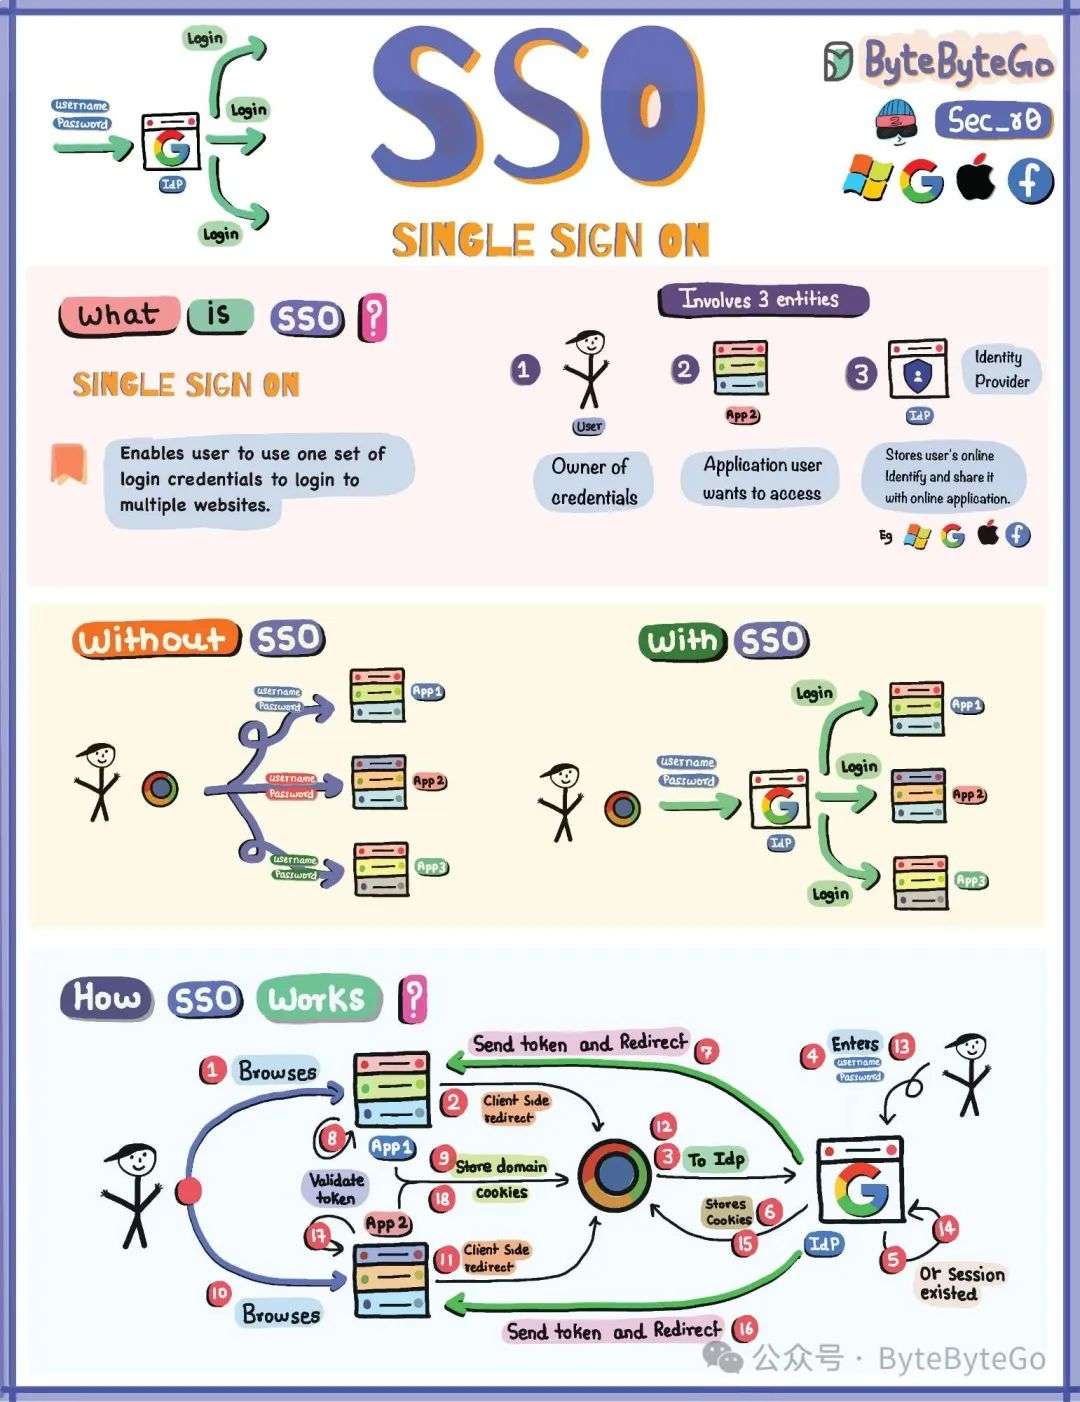 Login
SSO
ByteByteGo
username
Password
Login
Sec_r0
IdP
Login
SINGLE SIGN ON
What is SSO ?
Involves 3 entities
SINGLE SIGN ON
1
2
3
Identity
Provider
User
App2
IdP
Enables user to use one set of
login credentials to login to
multiple websites.
Owner of
credentials
Application user
wants to access
Stores user's online
Identify and share it
with online application.
Eg
Without SSO
username
Password
App1
username
Password
App2
username
Password
App3
With SSO
username
Password
IdP
Login
App1
Login
App2
Login
App3
How SSO Works ?
1 Browses
Send token and Redirect 7
4 Enters 13
username
Password
2 Client Side
redirect
8
App1
12
3 To Idp
9 Store domain
18 cookies
Validate
token
Stores
Cookies 6
15
17
App2
11 Client Side
redirect
IdP
14
5
Or Session
existed
10
Browses
Send token and Redirect 16
公众号 · ByteByteGo